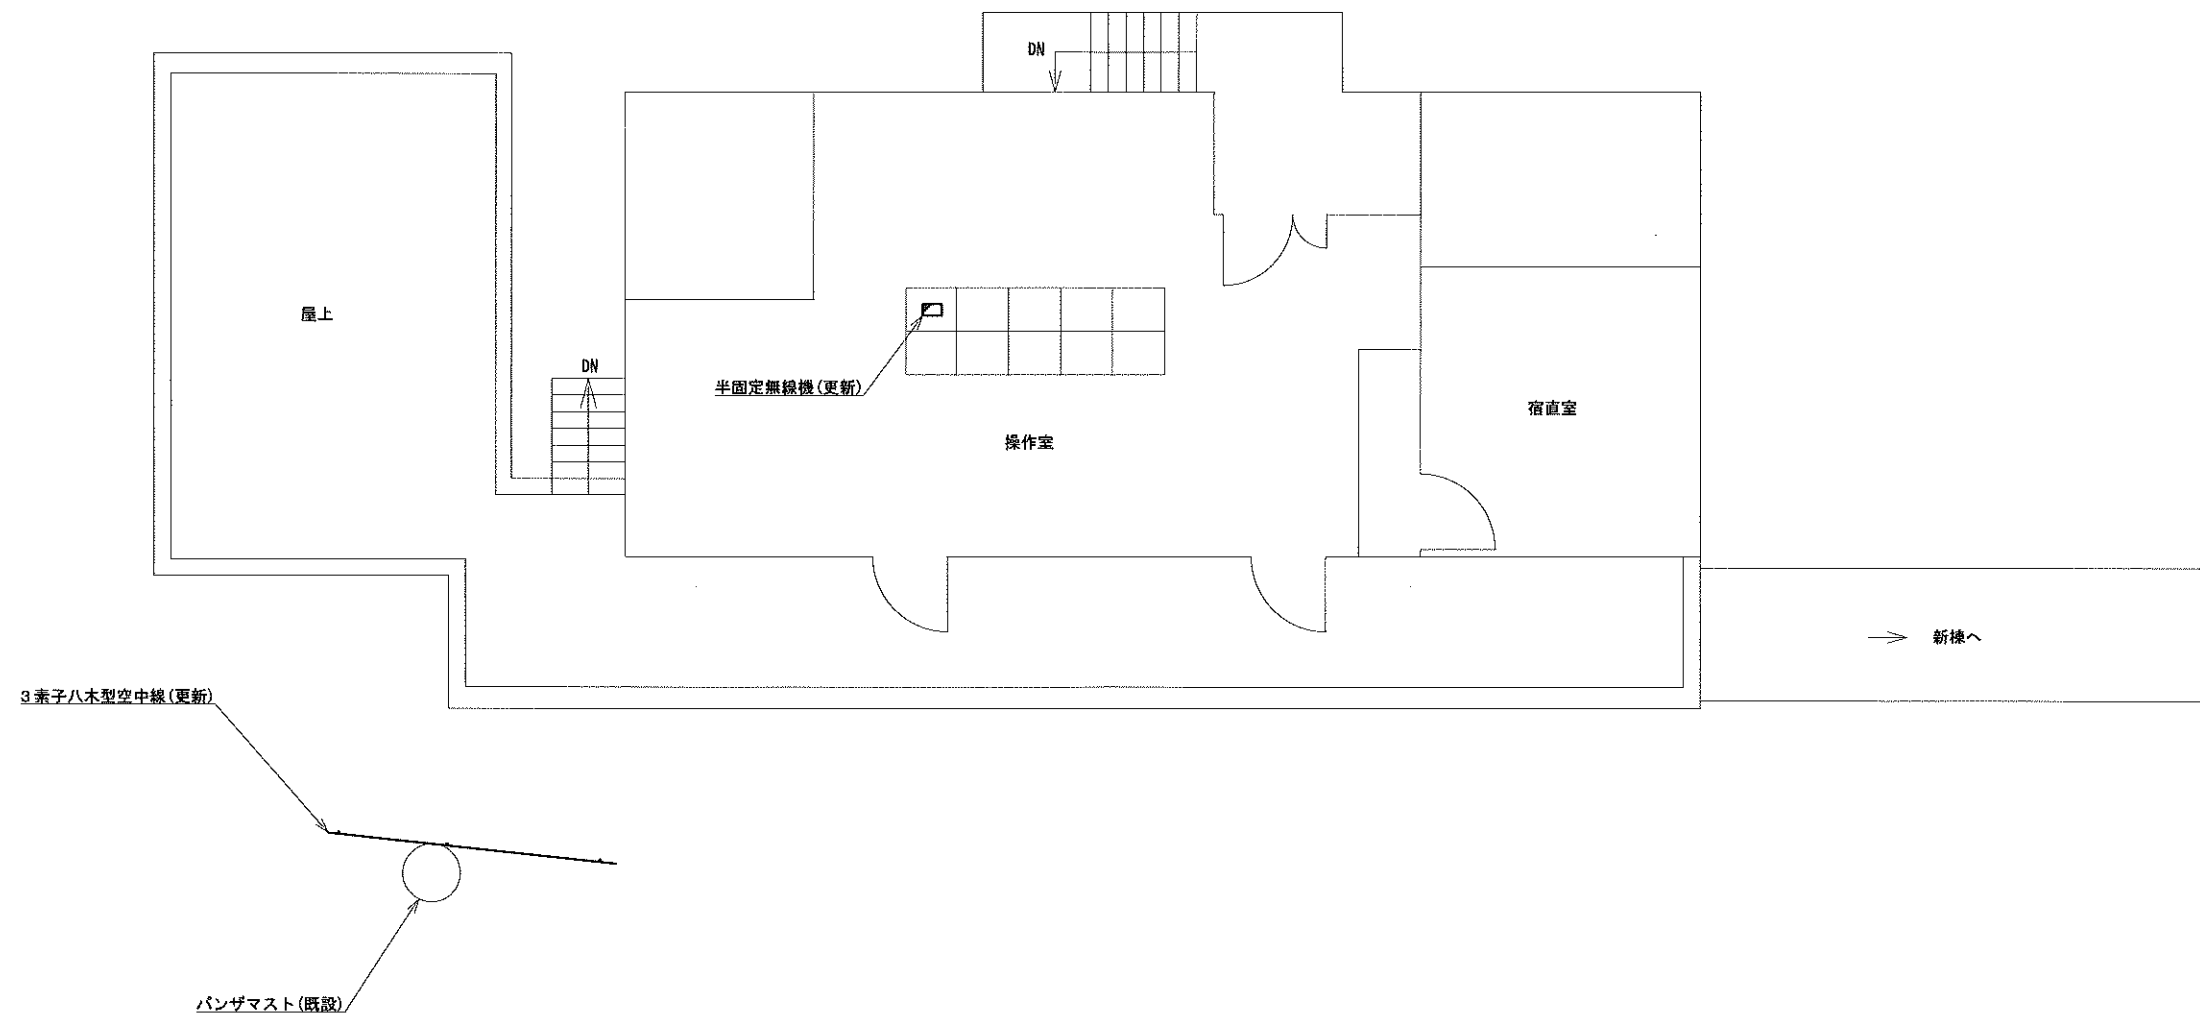 DN
屋上
DN
半固定無線機(更新)
宿直室
操作室
新棟へ
3素子八木型空中線(更新)
パンザマスト(既設)